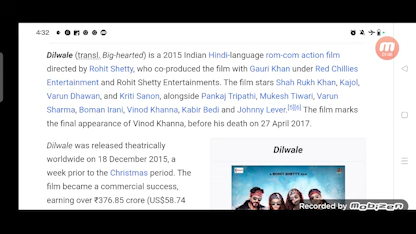 4:32
Dilwale (transl. Big-hearted) is a 2015 Indian Hindi-language rom-com action film
directed by Rohit Shetty, who co-produced the film with Gauri Khan under Red Chillies
Entertainment and Rohit Shetty Entertainments. The film stars Shah Rukh Khan, Kajol,
Varun Dhawan, and Kriti Sanon, alongside Pankaj Tripathi, Mukesh Tiwari, Varun
Sharma, Boman Irani, Vinod Khanna, Kabir Bedi and Johnny Lever.[5][6] The film marks
the final appearance of Vinod Khanna, before his death on 27 April 2017.
Dilwale was released theatrically
worldwide on 18 December 2015, a
week prior to the Christmas period. The
film became a commercial success,
earning over ₹376.85 crore (US$58.74
Dilwale
Recorded by Mobizen